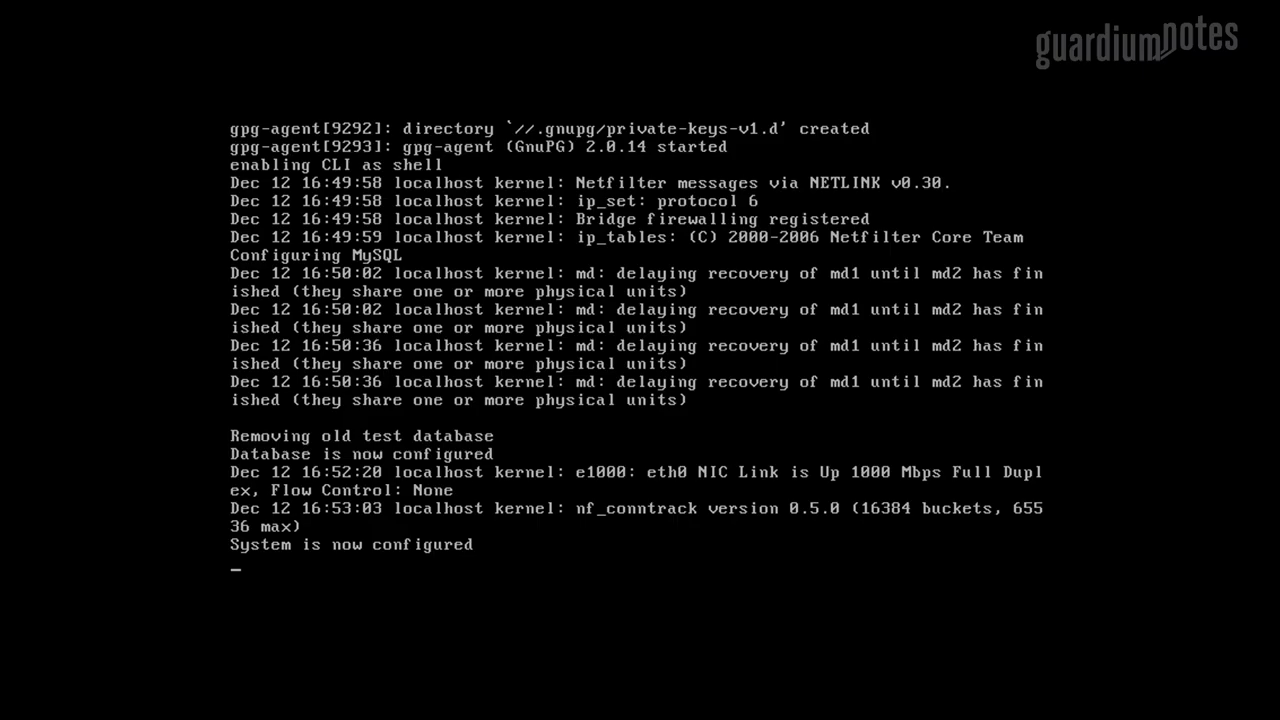 guardiumnotes
gpg-agent[9292]: directory `//.gnupg/private-keys-v1.d' created
gpg-agent[9293]: gpg-agent (GnuPG) 2.0.14 started
enabling CLI as shell
Dec 12 16:49:58 localhost kernel: Netfilter messages via NETLINK v0.30.
Dec 12 16:49:58 localhost kernel: ip_set: protocol 6
Dec 12 16:49:58 localhost kernel: Bridge firewalling registered
Dec 12 16:49:59 localhost kernel: ip_tables: (C) 2000-2006 Netfilter Core Team
Configuring MySQL
Dec 12 16:50:02 localhost kernel: md: delaying recovery of md1 until md2 has fin
ished (they share one or more physical units)
Dec 12 16:50:02 localhost kernel: md: delaying recovery of md1 until md2 has fin
ished (they share one or more physical units)
Dec 12 16:50:36 localhost kernel: md: delaying recovery of md1 until md2 has fin
ished (they share one or more physical units)
Dec 12 16:50:36 localhost kernel: md: delaying recovery of md1 until md2 has fin
ished (they share one or more physical units)
Removing old test database
Database is now configured
Dec 12 16:52:20 localhost kernel: e1000: eth0 NIC Link is Up 1000 Mbps Full Dupl
ex, Flow Control: None
Dec 12 16:53:03 localhost kernel: nf_conntrack version 0.5.0 (16384 buckets, 655
36 max)
System is now configured
_